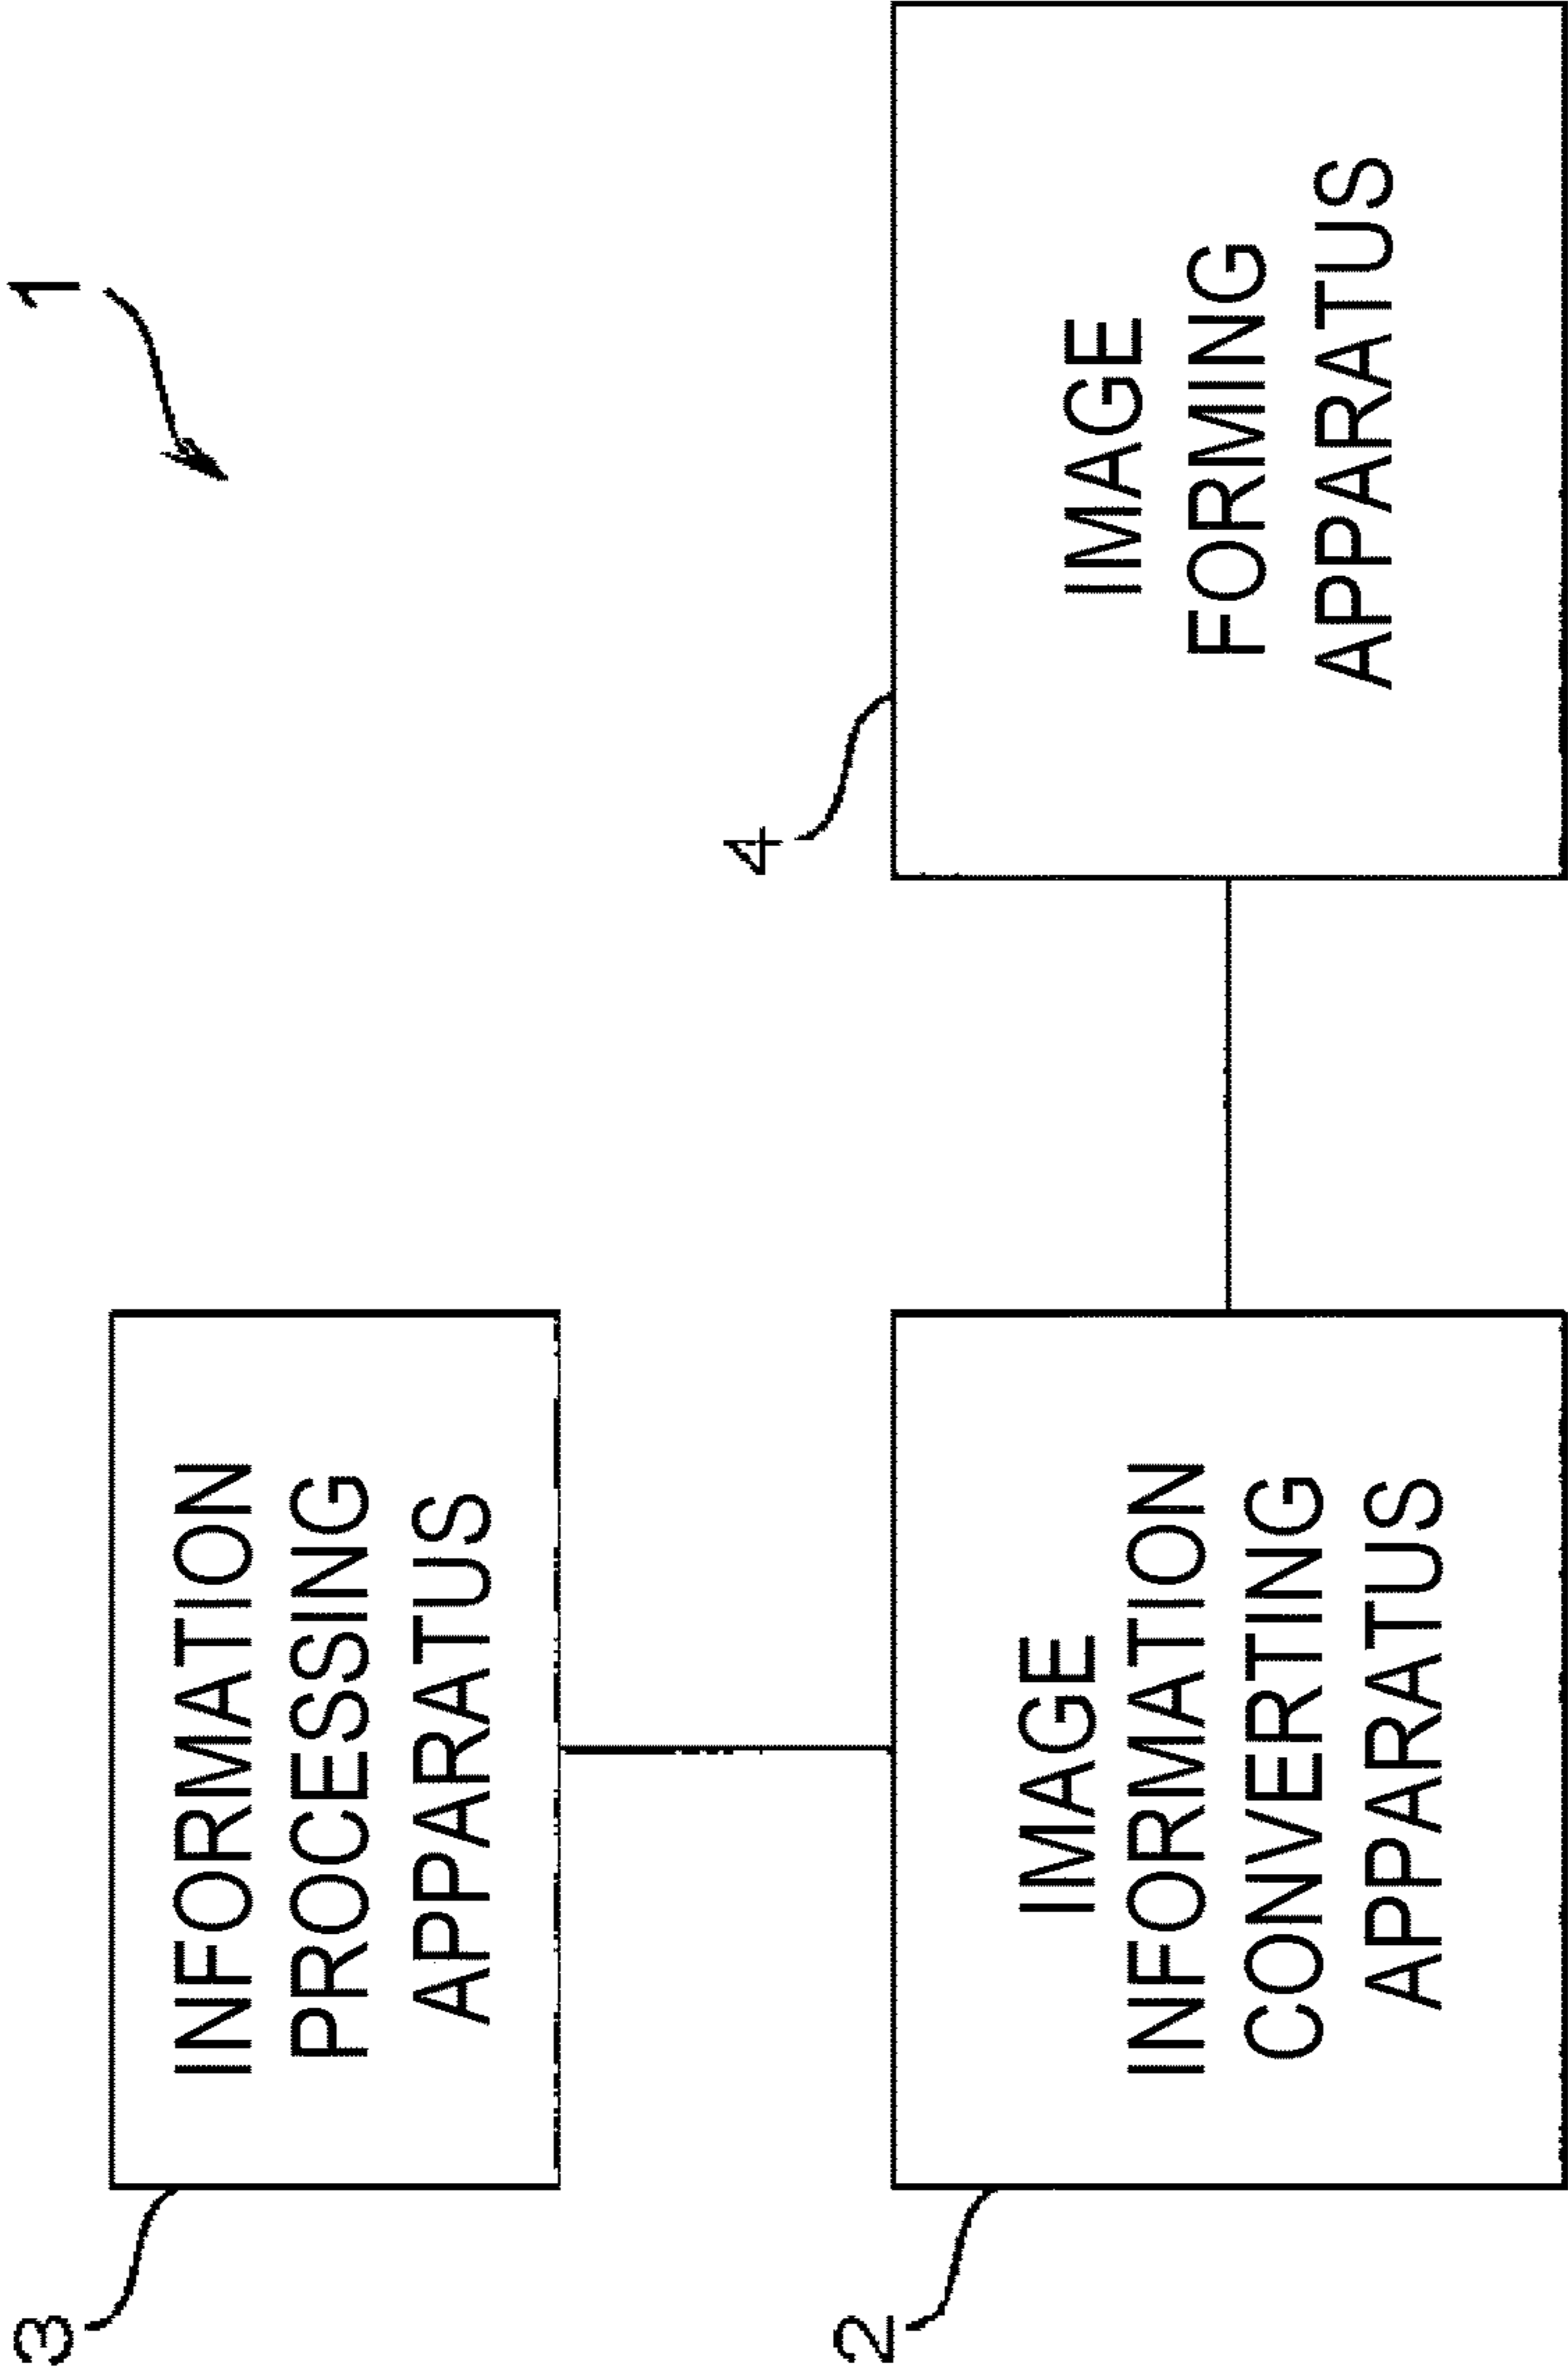 1
3
INFORMATION
PROCESSING
APPARATUS
2
IMAGE
INFORMATION
CONVERTING
APPARATUS
4
IMAGE
FORMING
APPARATUS